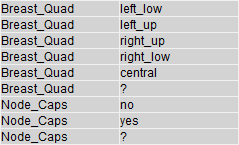 Breast_Quad left_low
Breast_Quad left_up
Breast_Quad right_up
Breast_Quad right_low
Breast_Quad central
Breast_Quad ?
Node_Caps no
Node_Caps yes
Node_Caps ?